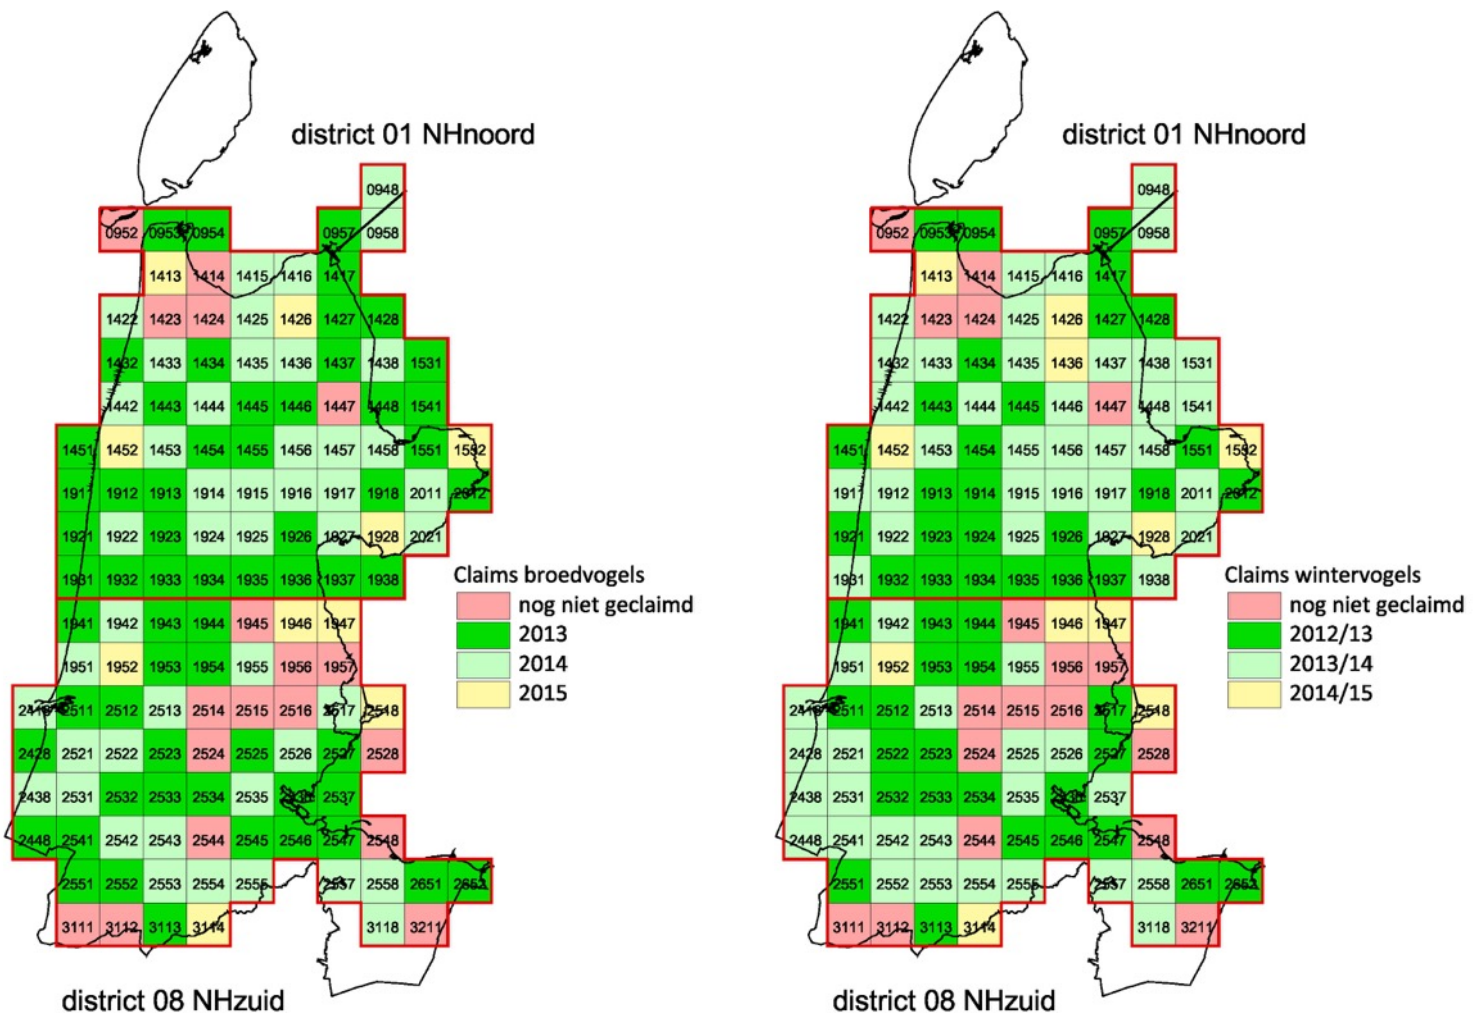 district 01 NHnoord
0948
0952 0953 0954 0957 0958
1413 1414 1415 1416 1417
1422 1423 1424 1425 1426 1427 1428
1432 1433 1434 1435 1436 1437 1438 1531
1442 1443 1444 1445 1446 1447 1448 1541
1451 1452 1453 1454 1455 1456 1457 1458 1551 1552
1911 1912 1913 1914 1915 1916 1917 1918 2011 2012
1921 1922 1923 1924 1925 1926 1927 1928 2021
1931 1932 1933 1934 1935 1936 1937 1938
1941 1942 1943 1944 1945 1946 1947
1951 1952 1953 1954 1955 1956 1957
2418 2511 2512 2513 2514 2515 2516 2517 2518
2428 2521 2522 2523 2524 2525 2526 2527 2528
2438 2531 2532 2533 2534 2535 2536 2537
2448 2541 2542 2543 2544 2545 2546 2547 2548
2551 2552 2553 2554 2555 2557 2558 2651 2652
3111 3112 3113 3114 3118 3211
Claims broedvogels
nog niet geclaimd
2013
2014
2015
district 08 NHzuid
district 01 NHnoord
0948
0952 0953 0954 0957 0958
1413 1414 1415 1416 1417
1422 1423 1424 1425 1426 1427 1428
1432 1433 1434 1435 1436 1437 1438 1531
1442 1443 1444 1445 1446 1447 1448 1541
1451 1452 1453 1454 1455 1456 1457 1458 1551 1552
1911 1912 1913 1914 1915 1916 1917 1918 2011 2012
1921 1922 1923 1924 1925 1926 1927 1928 2021
1931 1932 1933 1934 1935 1936 1937 1938
1941 1942 1943 1944 1945 1946 1947
1951 1952 1953 1954 1955 1956 1957
2418 2511 2512 2513 2514 2515 2516 2517 2518
2428 2521 2522 2523 2524 2525 2526 2527 2528
2438 2531 2532 2533 2534 2535 2536 2537
2448 2541 2542 2543 2544 2545 2546 2547 2548
2551 2552 2553 2554 2555 2557 2558 2651 2652
3111 3112 3113 3114 3118 3211
Claims wintervogels
nog niet geclaimd
2012/13
2013/14
2014/15
district 08 NHzuid